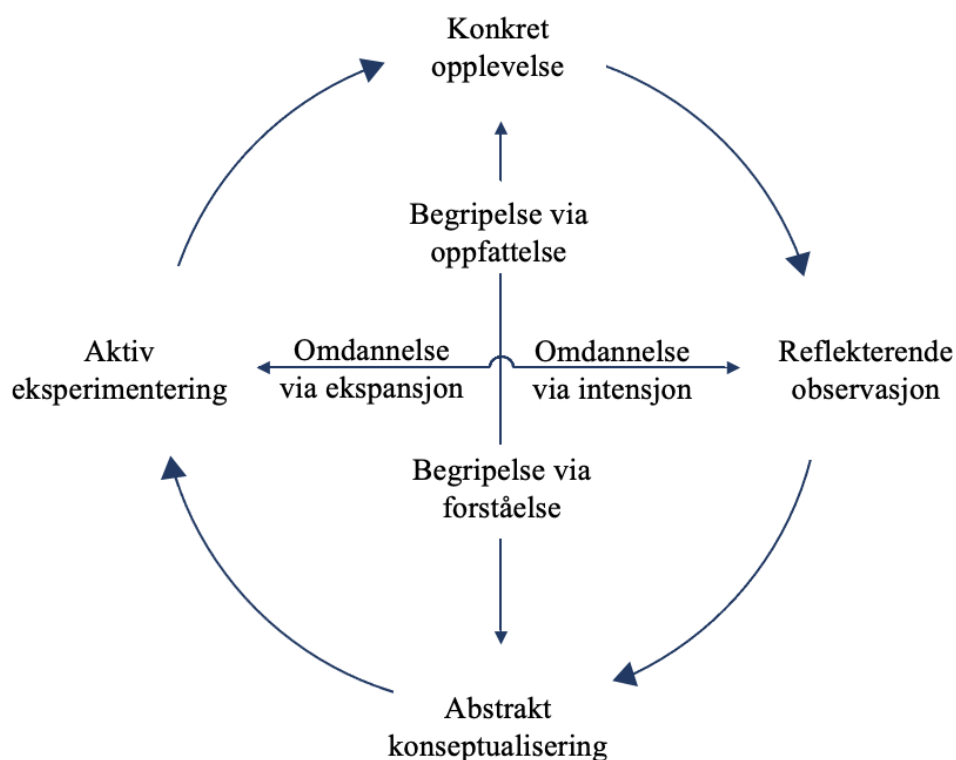 Konkret
opplevelse
Begripelse via
oppfattelse
Aktiv
eksperimentering
Omdannelse
via ekspansjon
Omdannelse
via intensjon
Reflekterende
observasjon
Begripelse via
forståelse
Abstrakt
konseptualisering